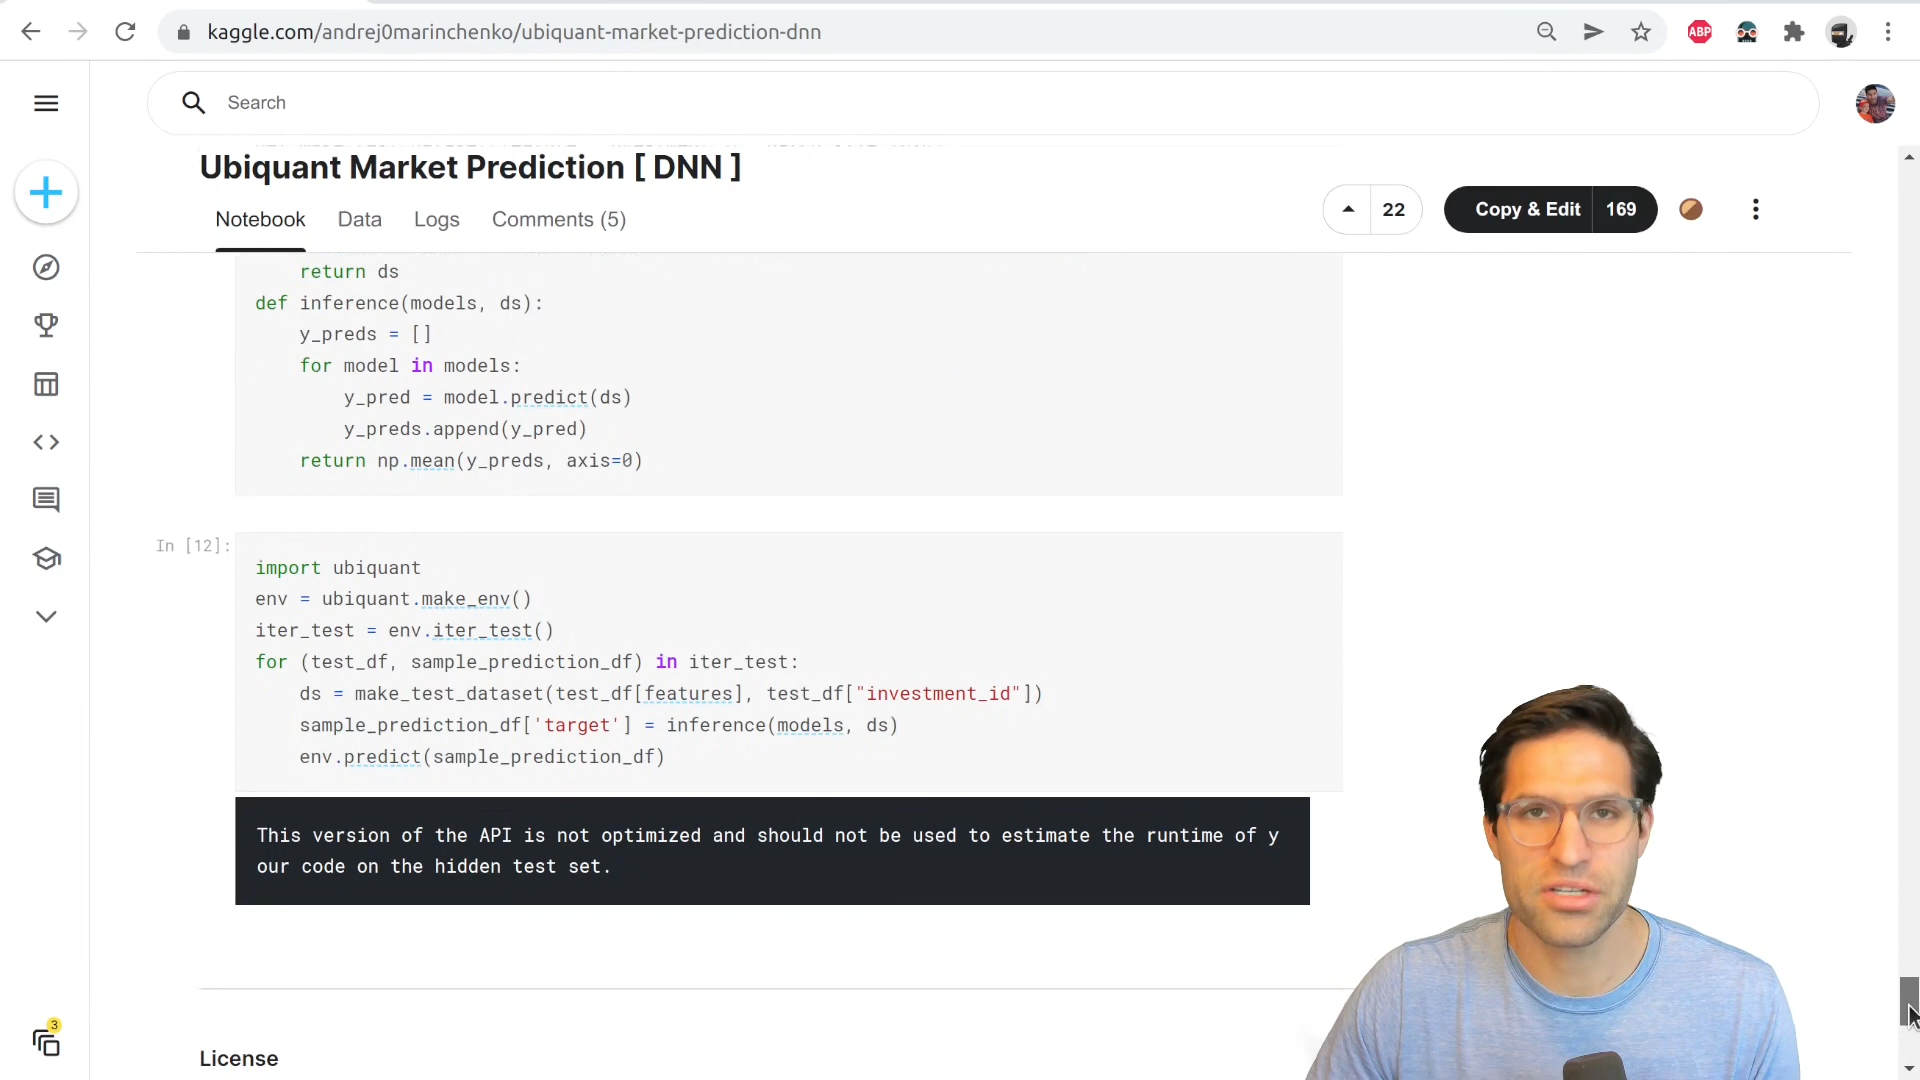 kaggle.com/andrej0marinchenko/ubiquant-market-prediction-dnn
ABP
Search
Ubiquant Market Prediction [ DNN ]
Notebook Data Logs Comments (5)
22 Copy & Edit 169
return ds
def inference(models, ds):
y_preds = []
for model in models:
y_pred = model.predict(ds)
y_preds.append(y_pred)
return np.mean(y_preds, axis=0)
In [12]:
import ubiquant
env = ubiquant.make_env()
iter_test = env.iter_test()
for (test_df, sample_prediction_df) in iter_test:
ds = make_test_dataset(test_df[features], test_df["investment_id"])
sample_prediction_df['target'] = inference(models, ds)
env.predict(sample_prediction_df)
This version of the API is not optimized and should not be used to estimate the runtime of y
our code on the hidden test set.
3
License